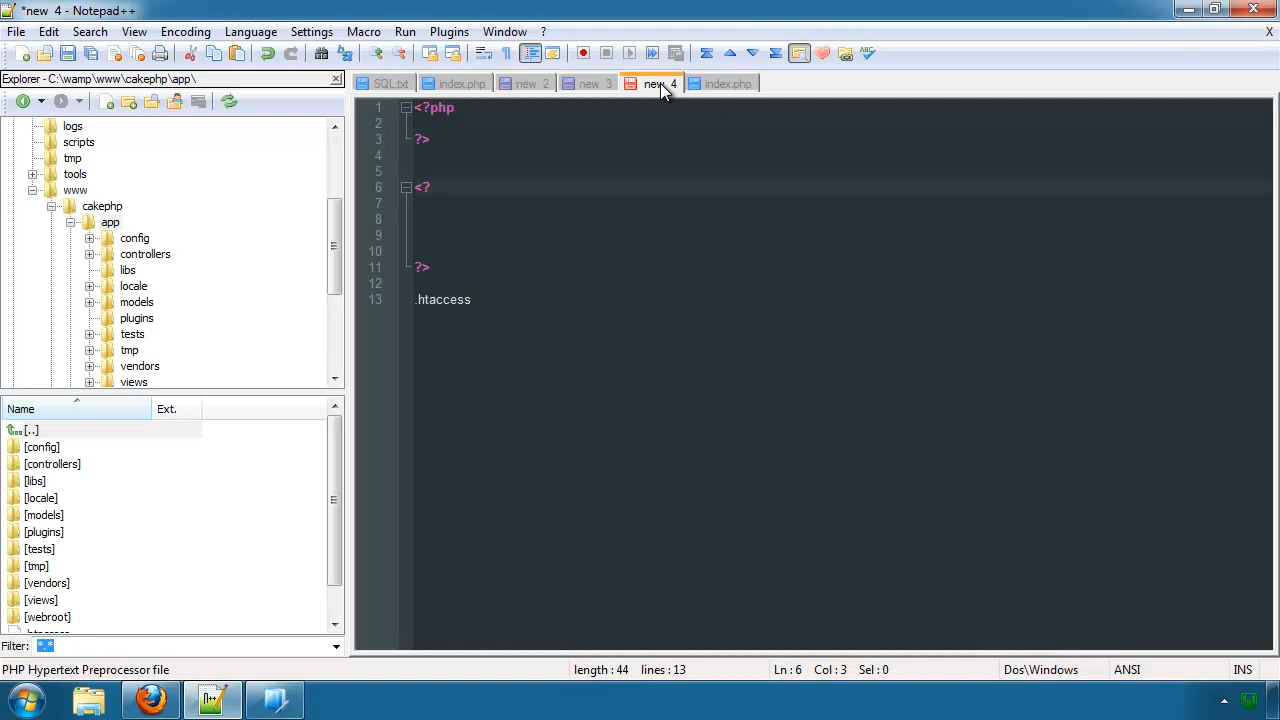 *new 4 - Notepad++
File Edit Search View Encoding Language Settings Macro Run Plugins Window ? X
Explorer - C:\wamp\www\cakephp\app\
SQL.txt index.php new 2 new 3 new 4 index.php
logs
scripts
tmp
tools
www
cakephp
app
config
controllers
libs
locale
models
plugins
tests
tmp
vendors
views
Name Ext.
[..]
[config]
[controllers]
[libs]
[locale]
[models]
[plugins]
[tests]
[tmp]
[vendors]
[views]
[webroot]
Filter: *.*
1 <?php
2
3 ?>
4
5
6 <?
7
8
9
10
11 ?>
12
13 .htaccess
PHP Hypertext Preprocessor file length : 44 lines : 13 Ln : 6 Col : 3 Sel : 0 Dos\Windows ANSI INS